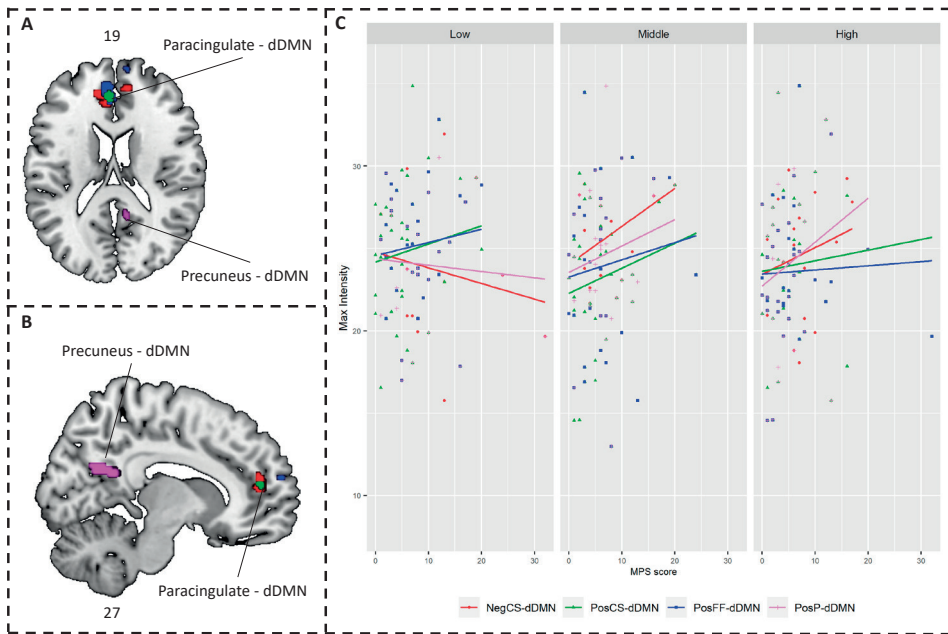 A
19
Paracingulate - dDMN
Precuneus - dDMN
B
Precuneus - dDMN
Paracingulate - dDMN
27
C
Low Middle High
Max Intensity
30
20
10
0 10 20 30 0 10 20 30 0 10 20 30
MPS score
NegCS-dDMN PosCS-dDMN PosFF-dDMN PosP-dDMN